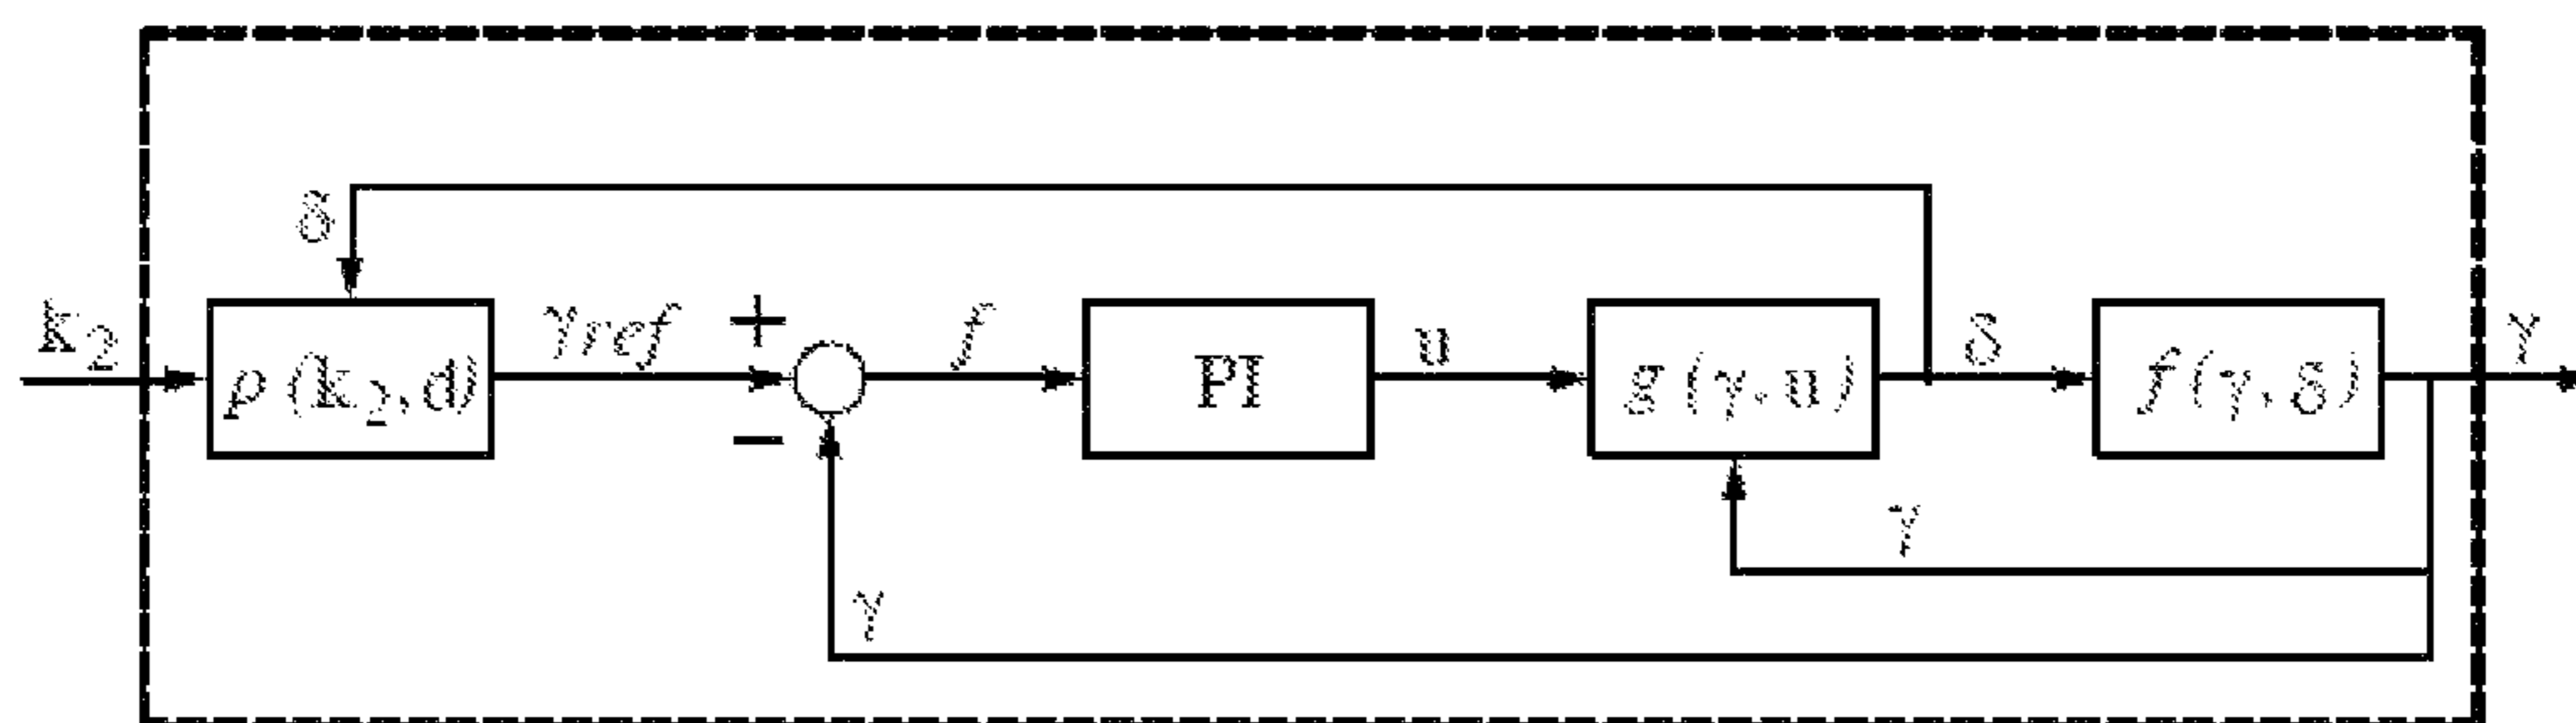 δ
k₂
p (k₂, d)
γref
+
−
f
PI
u
g (γ, u)
δ
f (γ, δ)
γ
γ
γ